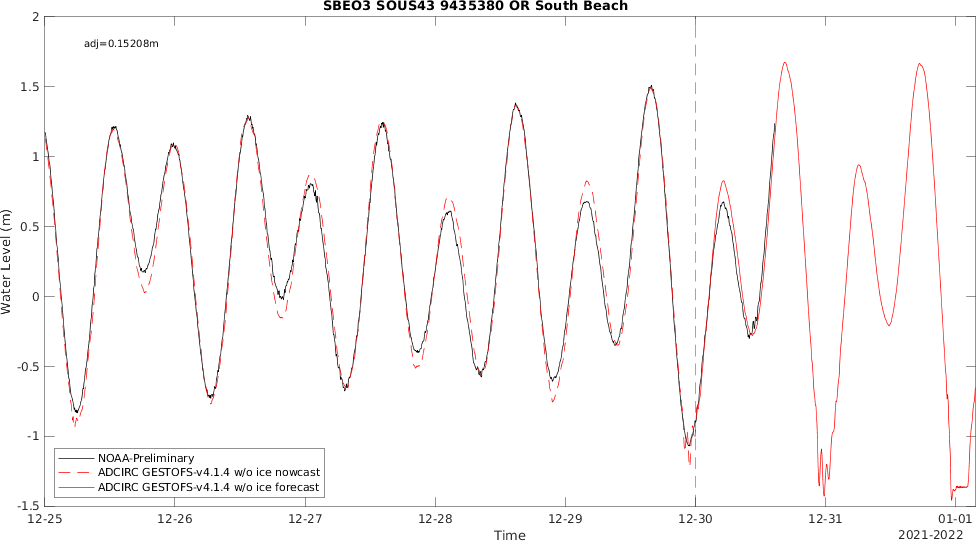 SBEO3 SOUS43 9435380 OR South Beach
adj=0.15208m
2
1.5
1
0.5
0
-0.5
-1
-1.5
Water Level (m)
NOAA-Preliminary
ADCIRC GESTOFS-v4.1.4 w/o ice nowcast
ADCIRC GESTOFS-v4.1.4 w/o ice forecast
12-25 12-26 12-27 12-28 12-29 12-30 12-31 01-01
Time
2021-2022